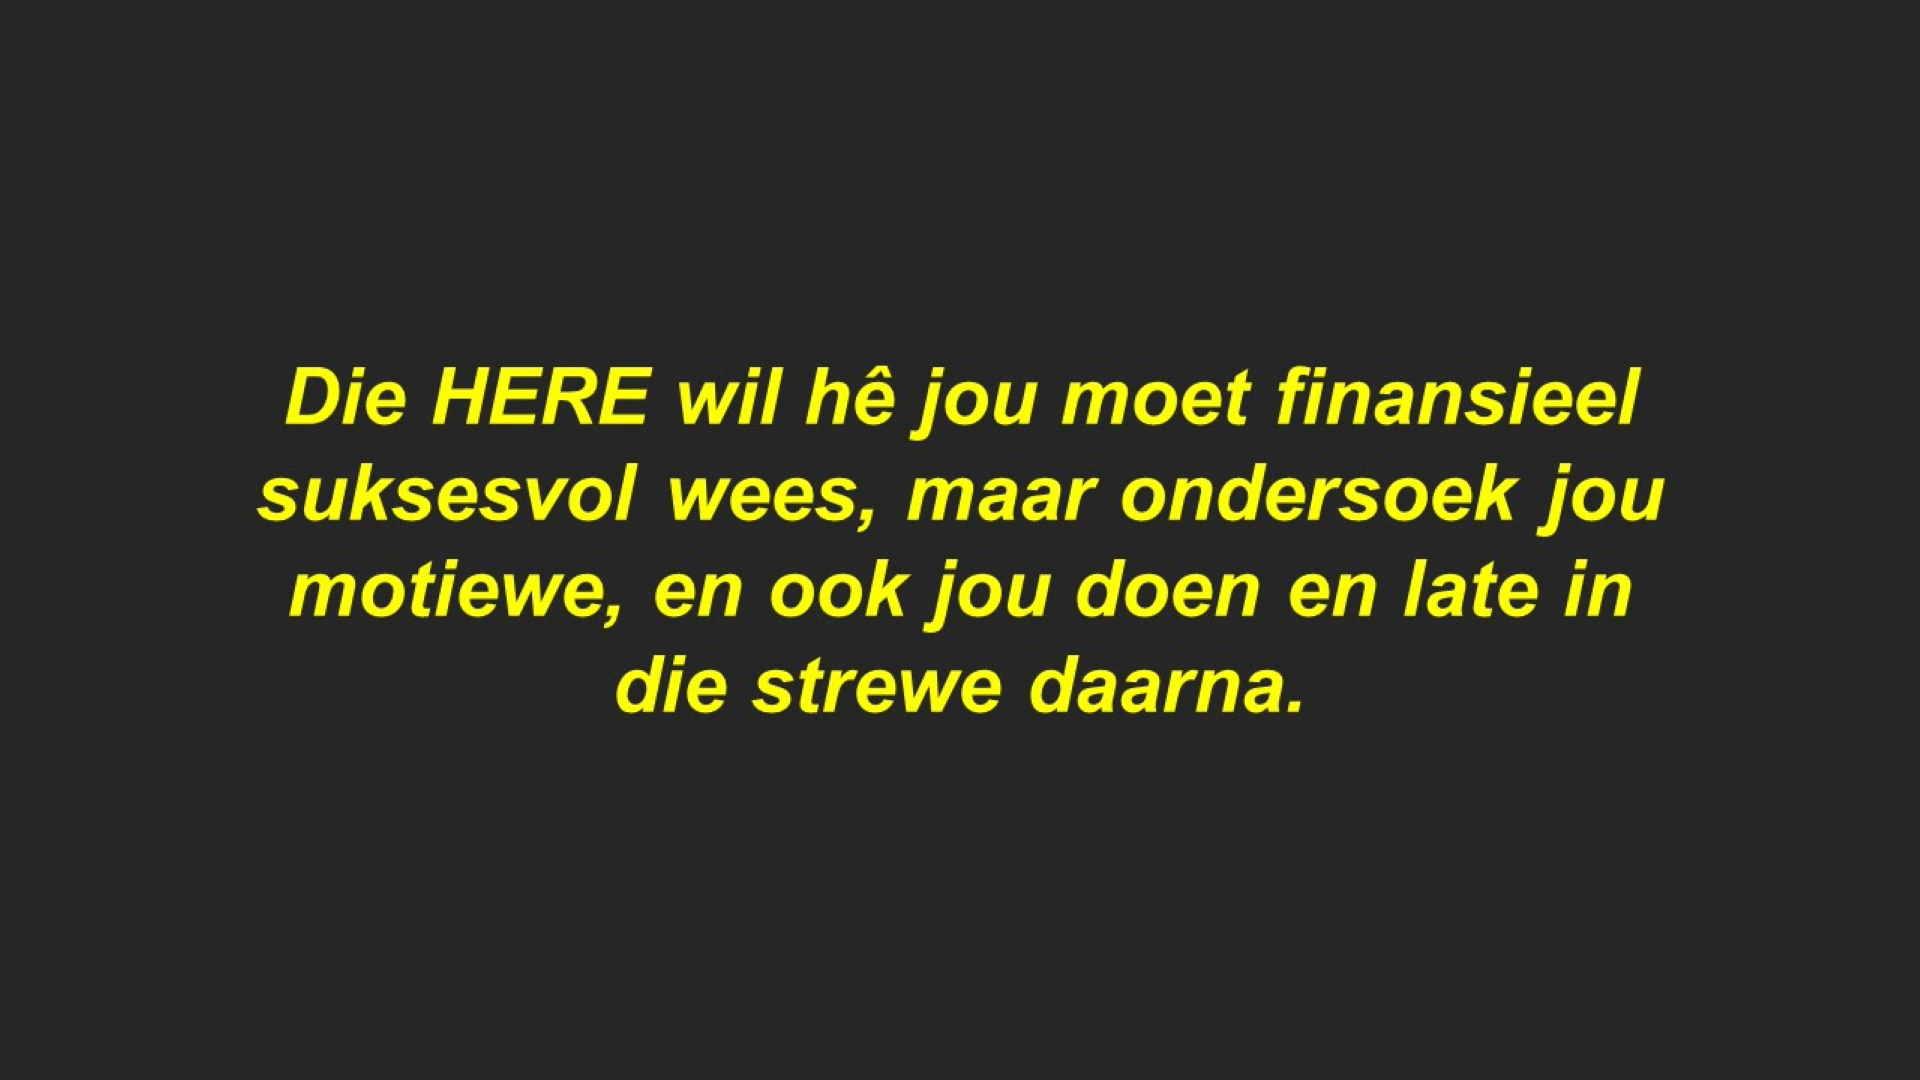 Die HERE wil hê jou moet finansieel
suksesvol wees, maar ondersoek jou
motiewe, en ook jou doen en late in
die strewe daarna.